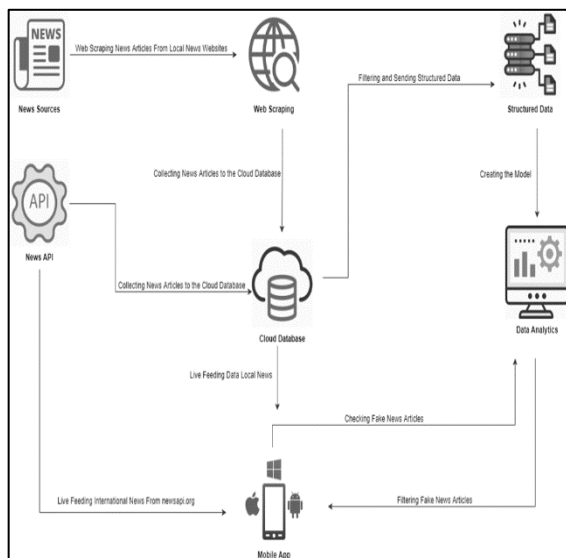 NEWS
Web Scraping News Articles From Local News Websites
News Sources
Web Scraping
Filtering and Sending Structured Data
Structured Data
Collecting News Articles to the Cloud Database
Creating the Model
API
News API
Collecting News Articles to the Cloud Database
Cloud Database
Data Analytics
Live Feeding Data Local News
Checking Fake News Articles
Live Feeding International News From newsapi.org
Filtering Fake News Articles
Mobile App